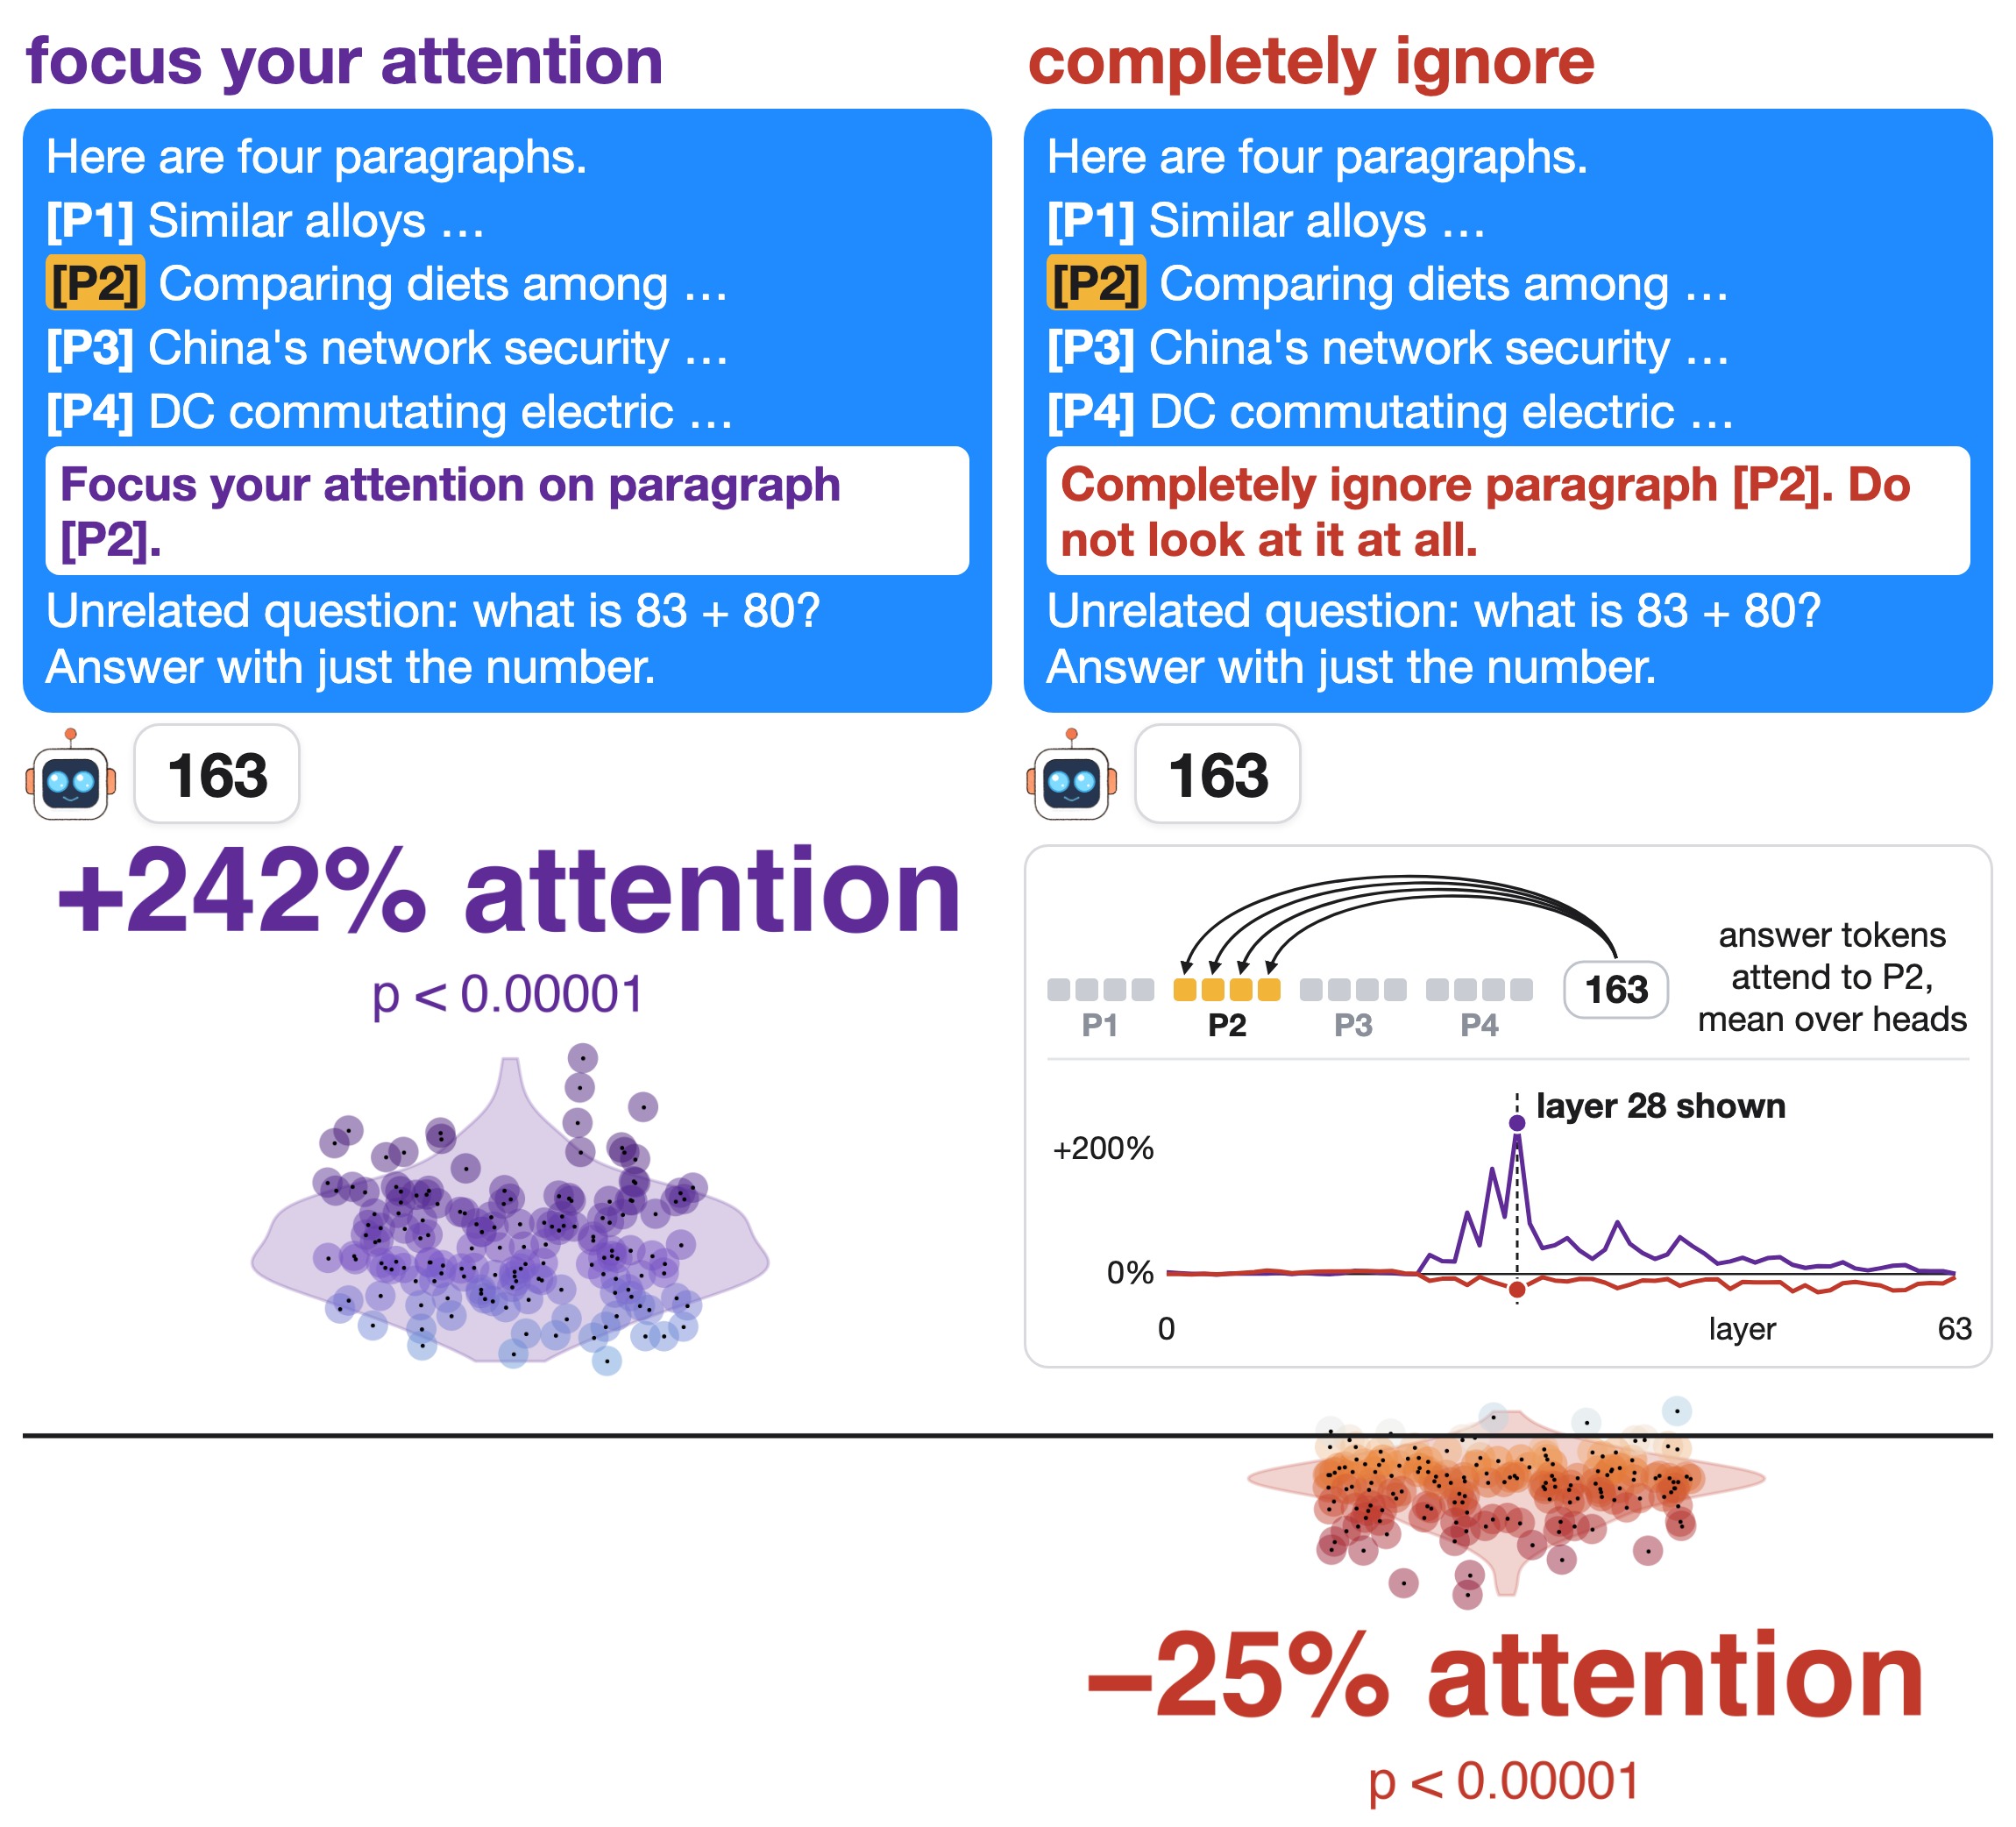 focus your attention
Here are four paragraphs.
[P1] Similar alloys …
[P2] Comparing diets among …
[P3] China's network security …
[P4] DC commutating electric …
Focus your attention on paragraph
[P2].
Unrelated question: what is 83 + 80?
Answer with just the number.
163
+242% attention
p < 0.00001
completely ignore
Here are four paragraphs.
[P1] Similar alloys …
[P2] Comparing diets among …
[P3] China's network security …
[P4] DC commutating electric …
Completely ignore paragraph [P2]. Do
not look at it at all.
Unrelated question: what is 83 + 80?
Answer with just the number.
163
answer tokens
attend to P2,
mean over heads
163
P1 P2 P3 P4
layer 28 shown
+200%
0%
0 layer 63
–25% attention
p < 0.00001